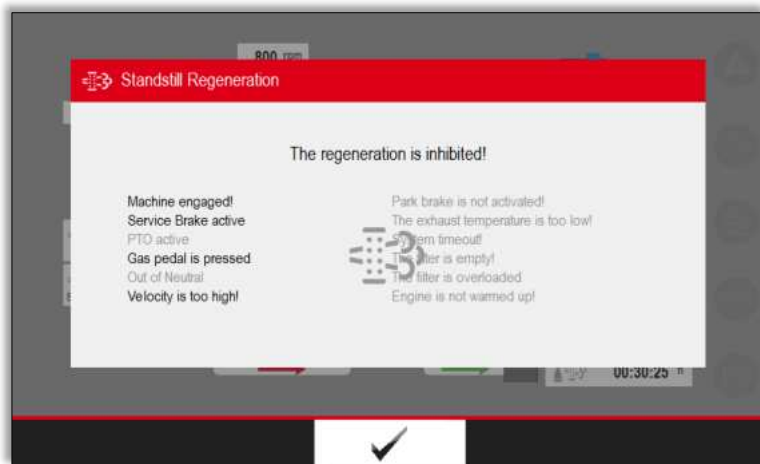 800 rpm
Standstill Regeneration
The regeneration is inhibited!
Machine engaged!
Service Brake active
PTO active
Gas pedal is pressed
Out of Neutral
Velocity is too high!
Park brake is not activated!
The exhaust temperature is too low!
System timeout!
The filter is empty!
The filter is overloaded
Engine is not warmed up!
00:30:25 h